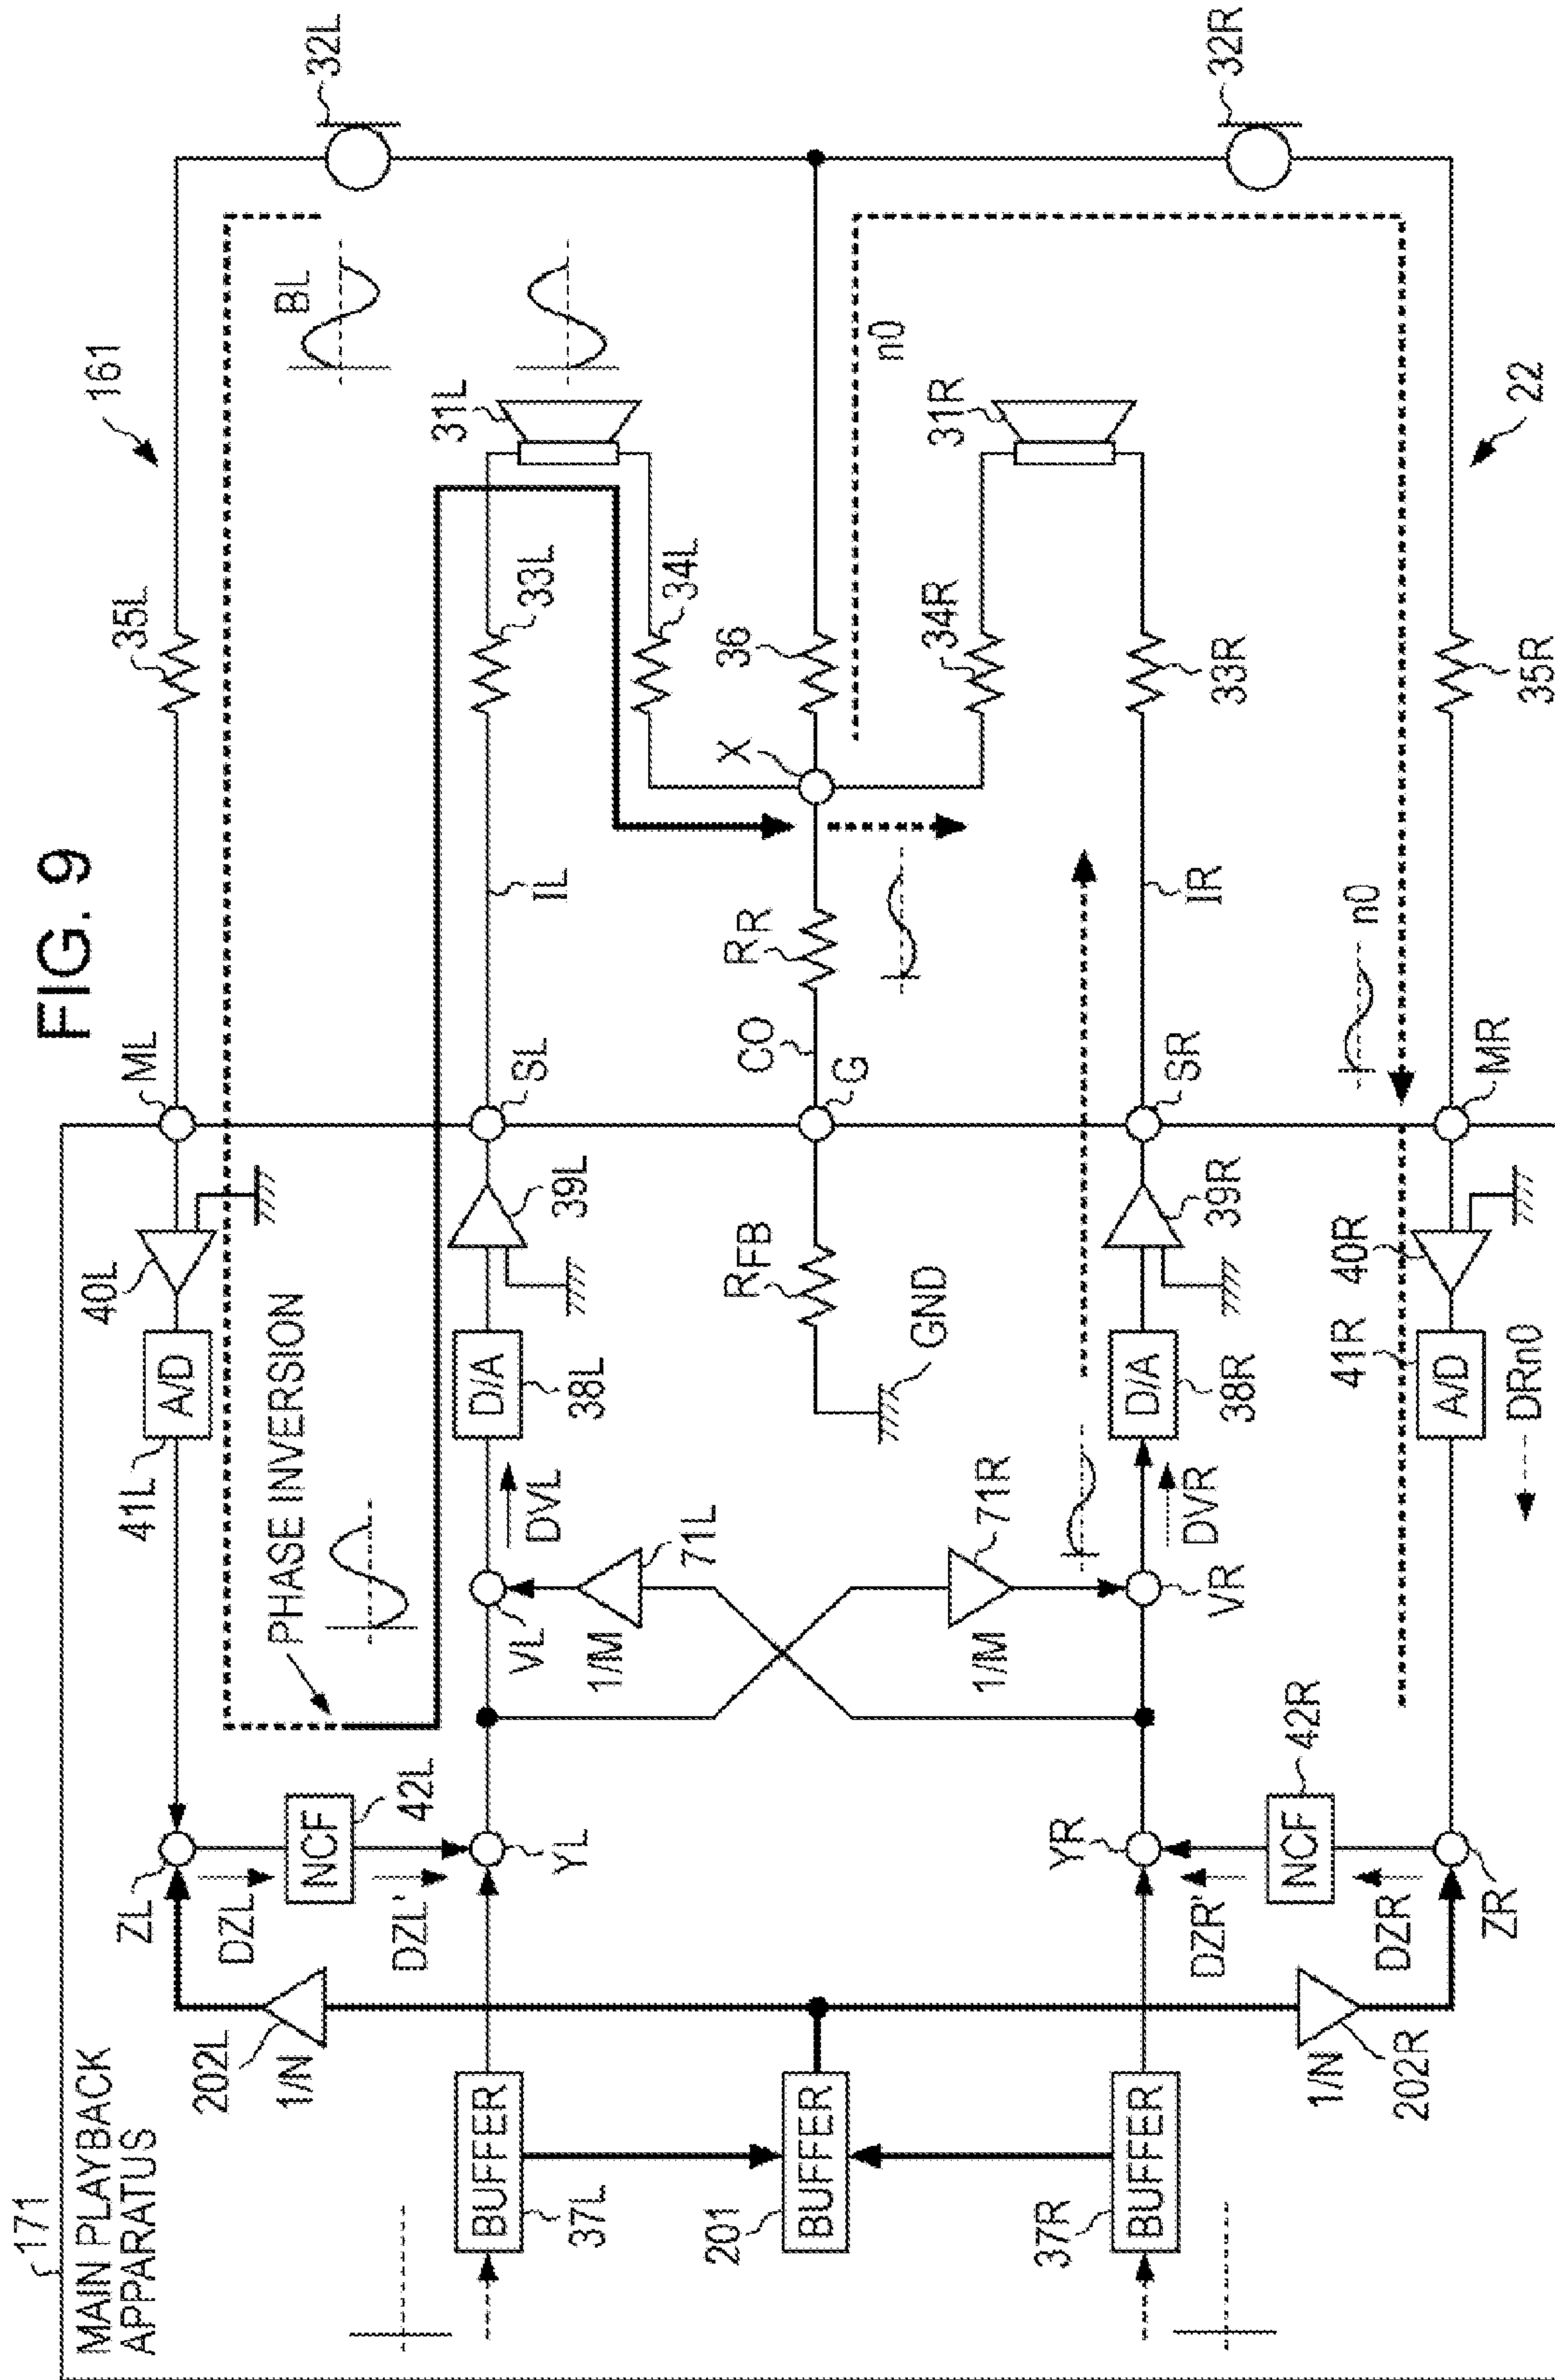 FIG. 9
171
MAIN PLAYBACK
APPARATUS
161
ML
35L
32L
40L
41L
A/D
ZL
202L
1/N
DZL
NCF
42L
DZL'
YL
PHASE INVERSION
BL
31L
33L
34L
IL
SL
39L
D/A
38L
DVL
VL
71L
1/M
BUFFER
37L
BUFFER
201
X
36
n0
RR
CO
G
RFB
GND
71R
1/M
34R
31R
33R
IR
SR
39R
D/A
38R
DVR
VR
BUFFER
37R
YR
DZR'
NCF
42R
DZR
ZR
1/N
202R
n0
MR
35R
40R
41R
A/D
DRn0
22
32R